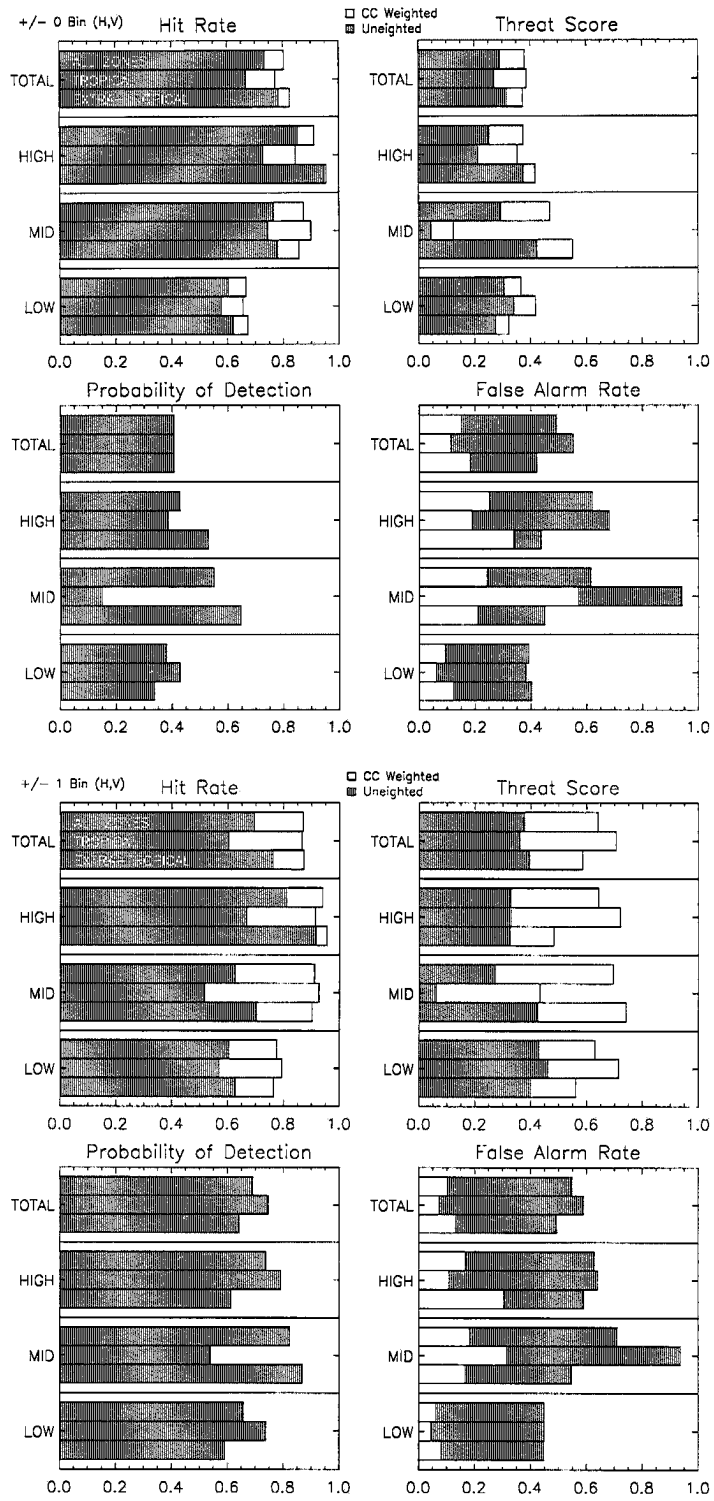 +/- 0 Bin (H,V)
Hit Rate
CC Weighted
Uneighted
Threat Score
TOTAL
ALL ZONES
TROPICAL
EXTRA-TROPICAL
HIGH
MID
LOW
0.0 0.2 0.4 0.6 0.8 1.0
TOTAL
HIGH
MID
LOW
0.0 0.2 0.4 0.6 0.8 1.0
Probability of Detection
TOTAL
HIGH
MID
LOW
0.0 0.2 0.4 0.6 0.8 1.0
False Alarm Rate
TOTAL
HIGH
MID
LOW
0.0 0.2 0.4 0.6 0.8 1.0
+/- 1 Bin (H,V)
Hit Rate
CC Weighted
Uneighted
Threat Score
TOTAL
ALL ZONES
TROPICAL
EXTRA-TROPICAL
HIGH
MID
LOW
0.0 0.2 0.4 0.6 0.8 1.0
TOTAL
HIGH
MID
LOW
0.0 0.2 0.4 0.6 0.8 1.0
Probability of Detection
TOTAL
HIGH
MID
LOW
0.0 0.2 0.4 0.6 0.8 1.0
False Alarm Rate
TOTAL
HIGH
MID
LOW
0.0 0.2 0.4 0.6 0.8 1.0